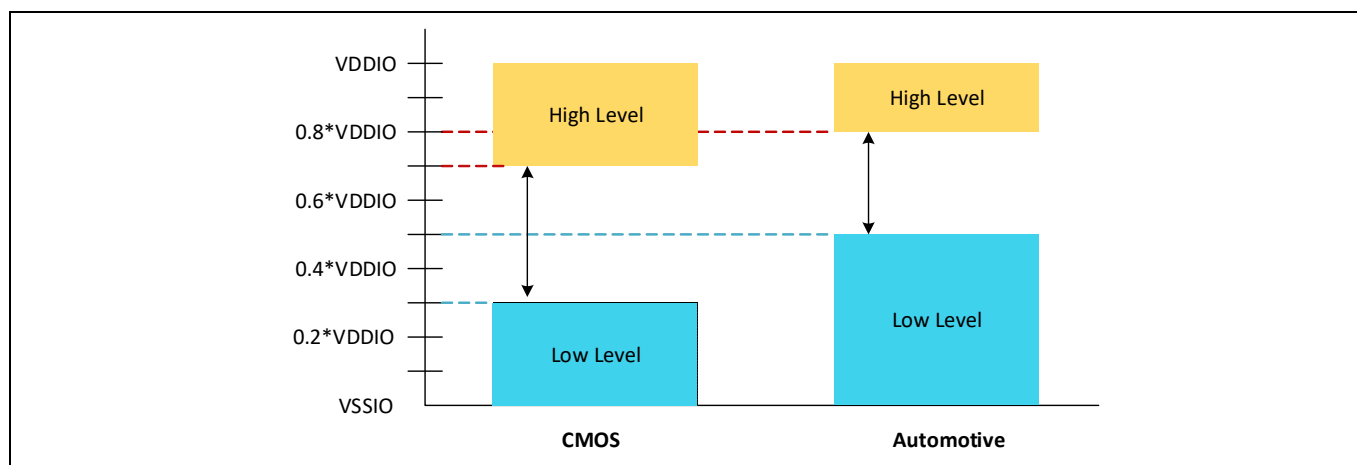 VDDIO
High Level
High Level
0.8*VDDIO
0.6*VDDIO
0.4*VDDIO
Low Level
0.2*VDDIO
Low Level
VSSIO
CMOS
Automotive